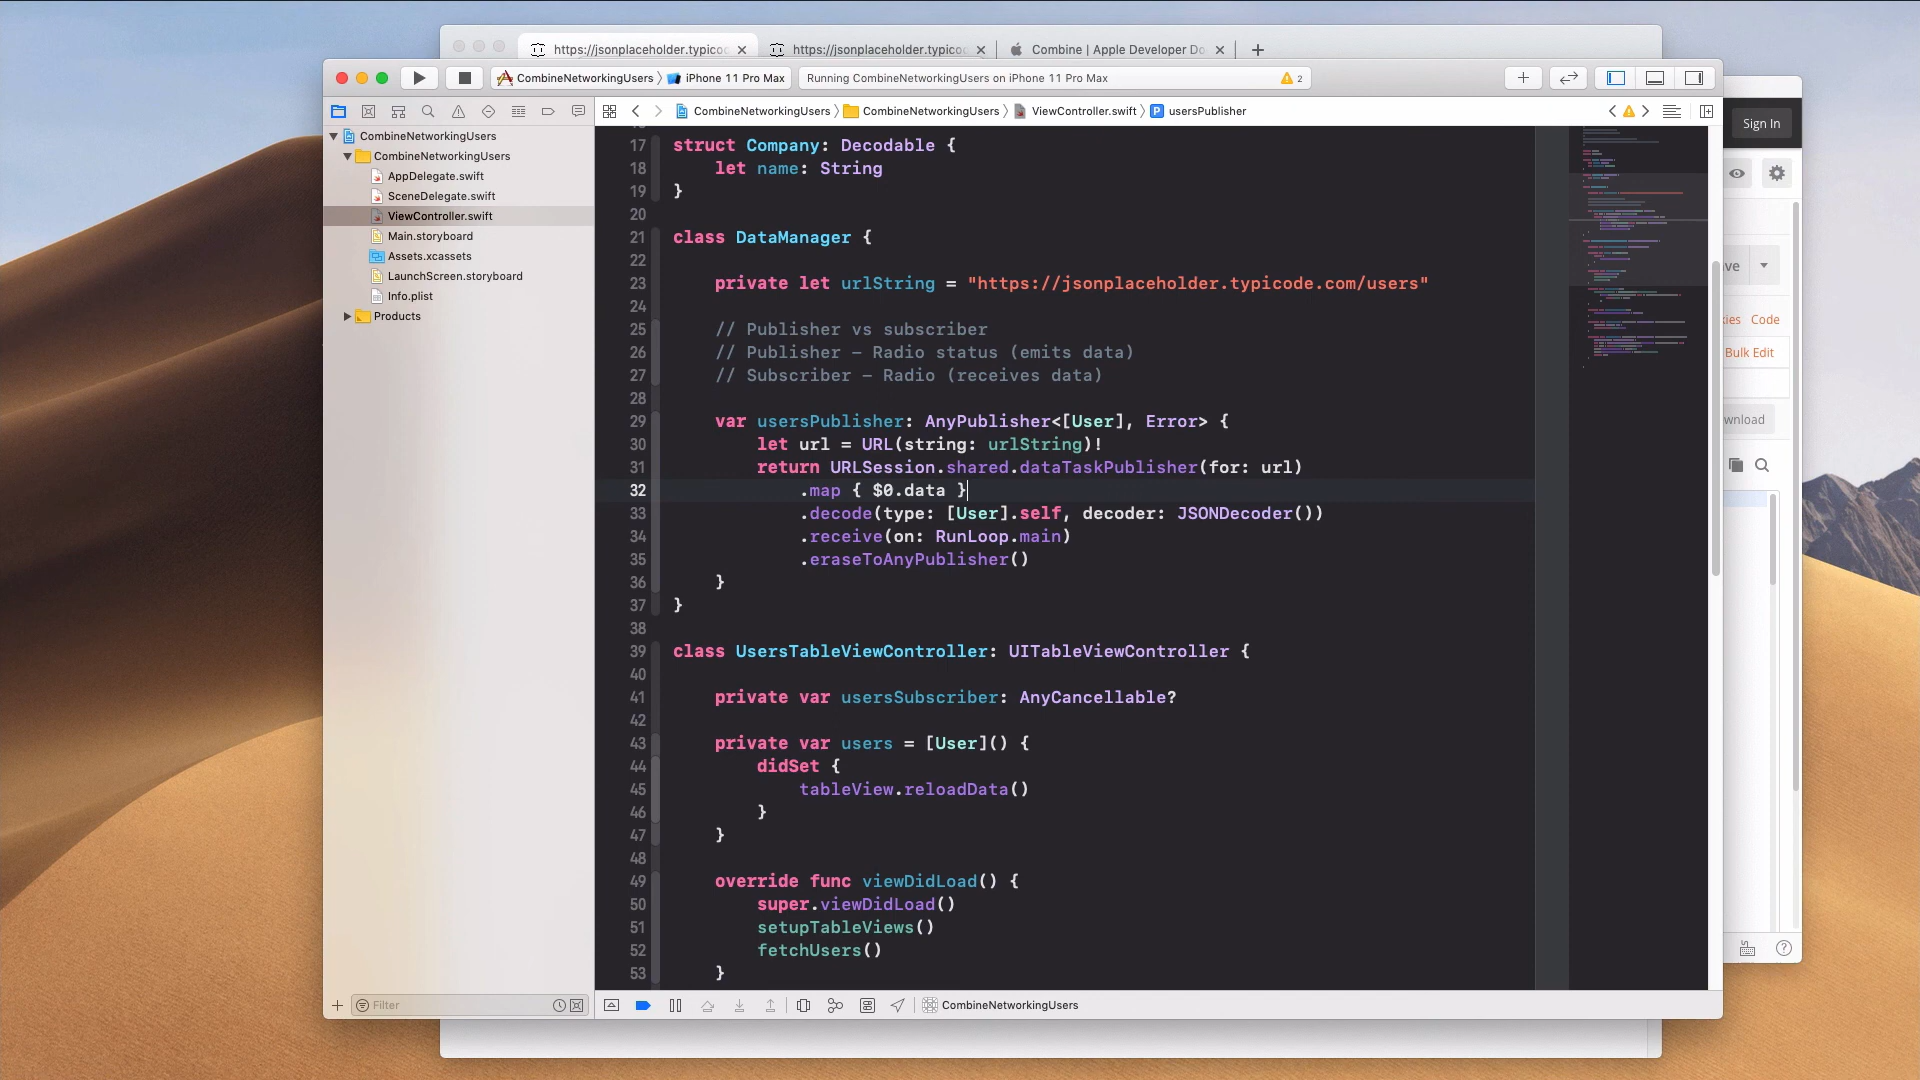 https://jsonplaceholder.typico
https://jsonplaceholder.typico
Combine | Apple Developer Do
CombineNetworkingUsers
iPhone 11 Pro Max
Running CombineNetworkingUsers on iPhone 11 Pro Max
2
CombineNetworkingUsers
CombineNetworkingUsers
ViewController.swift
P
usersPublisher
Sign In
CombineNetworkingUsers
CombineNetworkingUsers
AppDelegate.swift
SceneDelegate.swift
ViewController.swift
Main.storyboard
Assets.xcassets
LaunchScreen.storyboard
Info.plist
Products
17 struct Company: Decodable {
18 let name: String
19 }
20
21 class DataManager {
22
23 private let urlString = "https://jsonplaceholder.typicode.com/users"
24
25 // Publisher vs subscriber
26 // Publisher – Radio status (emits data)
27 // Subscriber – Radio (receives data)
28
29 var usersPublisher: AnyPublisher<[User], Error> {
30 let url = URL(string: urlString)!
31 return URLSession.shared.dataTaskPublisher(for: url)
32 .map { $0.data }
33 .decode(type: [User].self, decoder: JSONDecoder())
34 .receive(on: RunLoop.main)
35 .eraseToAnyPublisher()
36 }
37 }
38
39 class UsersTableViewController: UITableViewController {
40
41 private var usersSubscriber: AnyCancellable?
42
43 private var users = [User]() {
44 didSet {
45 tableView.reloadData()
46 }
47 }
48
49 override func viewDidLoad() {
50 super.viewDidLoad()
51 setupTableViews()
52 fetchUsers()
53 }
ve
ies Code
Bulk Edit
wnload
Filter
CombineNetworkingUsers